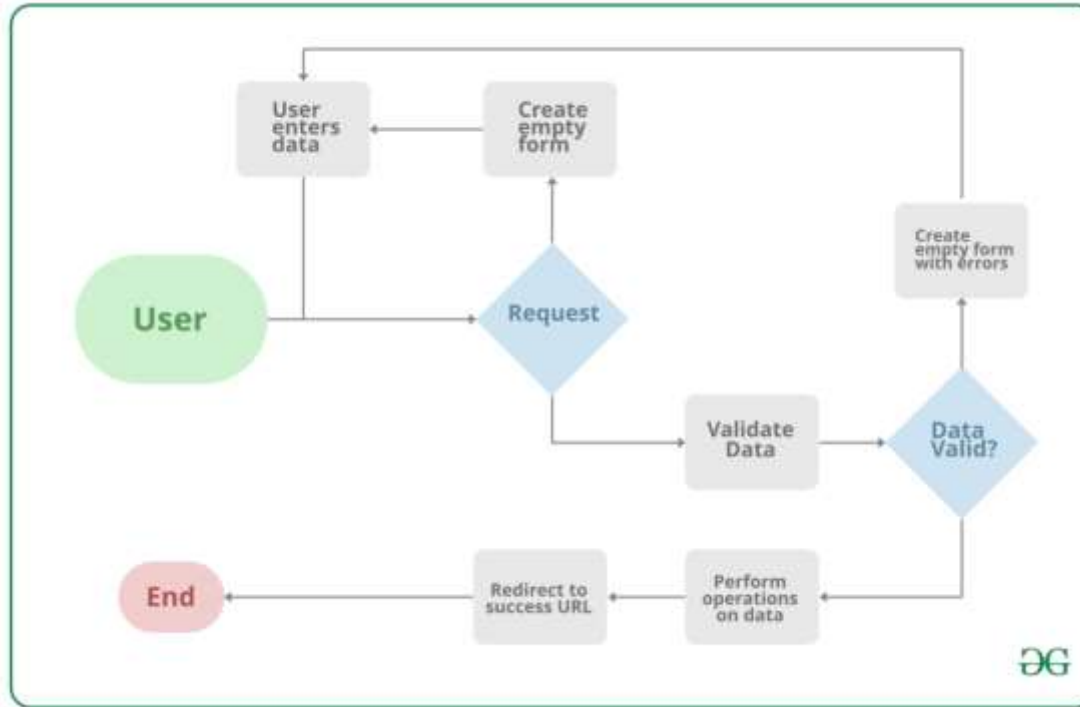 User
enters
data
Create
empty
form
Create
empty form
with errors
User
Request
Validate
Data
Data
Valid?
End
Redirect to
success URL
Perform
operations
on data